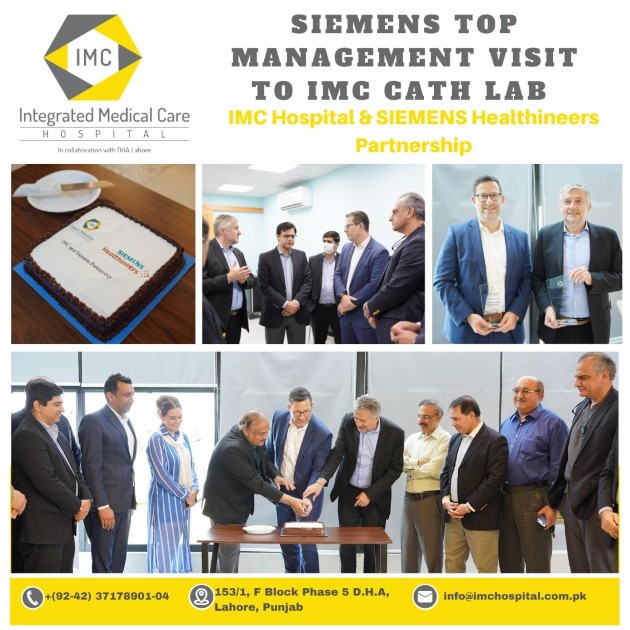 IMC
Integrated Medical Care
HOSPITAL
In collaboration with DHA Lahore
SIEMENS TOP
MANAGEMENT VISIT
TO IMC CATH LAB
IMC Hospital & SIEMENS Healthineers
Partnership
IMC and Siemens Partnership
SIEMENS
Healthineers
+(92-42) 37178901-04
153/1, F Block Phase 5 D.H.A,
Lahore, Punjab
info@imchospital.com.pk